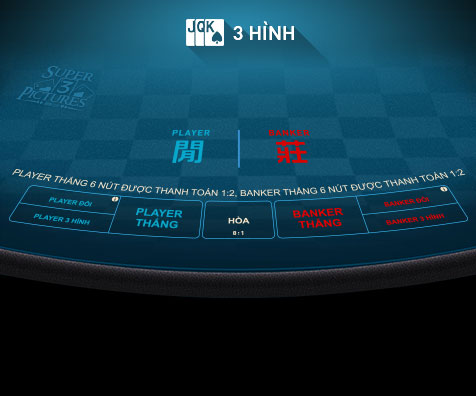 JQK 3 HÌNH
SUPER
3
PICTURES
PLAYER
BANKER
閒
莊
PLAYER THẮNG 6 NÚT ĐƯỢC THANH TOÁN 1:2, BANKER THẮNG 6 NÚT ĐƯỢC THANH TOÁN 1:2
PLAYER ĐÔI
PLAYER 3 HÌNH
PLAYER
THẮNG
HÒA
8:1
BANKER
THẮNG
BANKER ĐÔI
BANKER 3 HÌNH